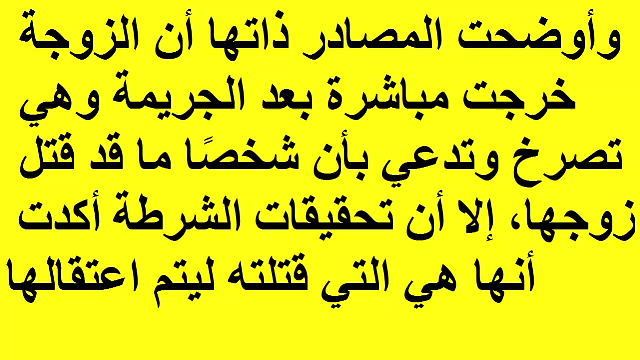 وأوضحت المصادر ذاتها أن الزوجة
خرجت مباشرة بعد الجريمة وهي
تصرخ وتدعي بأن شخصًا ما قد قتل
زوجها، إلا أن تحقيقات الشرطة أكدت
أنها هي التي قتلته ليتم اعتقالها